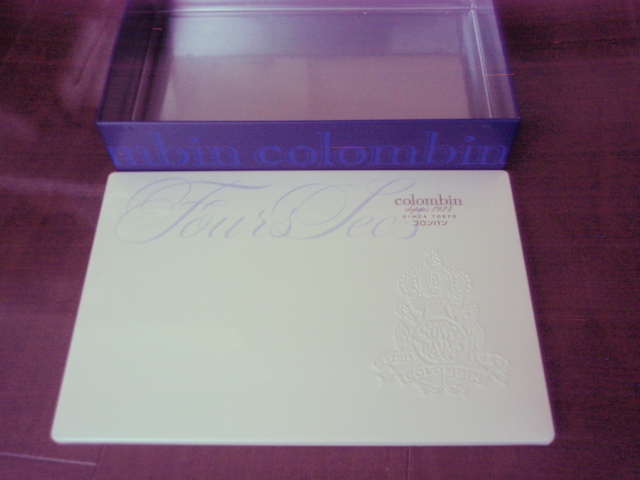 mbin colombin
Fours Secs
colombin
depuis 1924
GINZA TOKYO
コロンバン
COLOMBIN